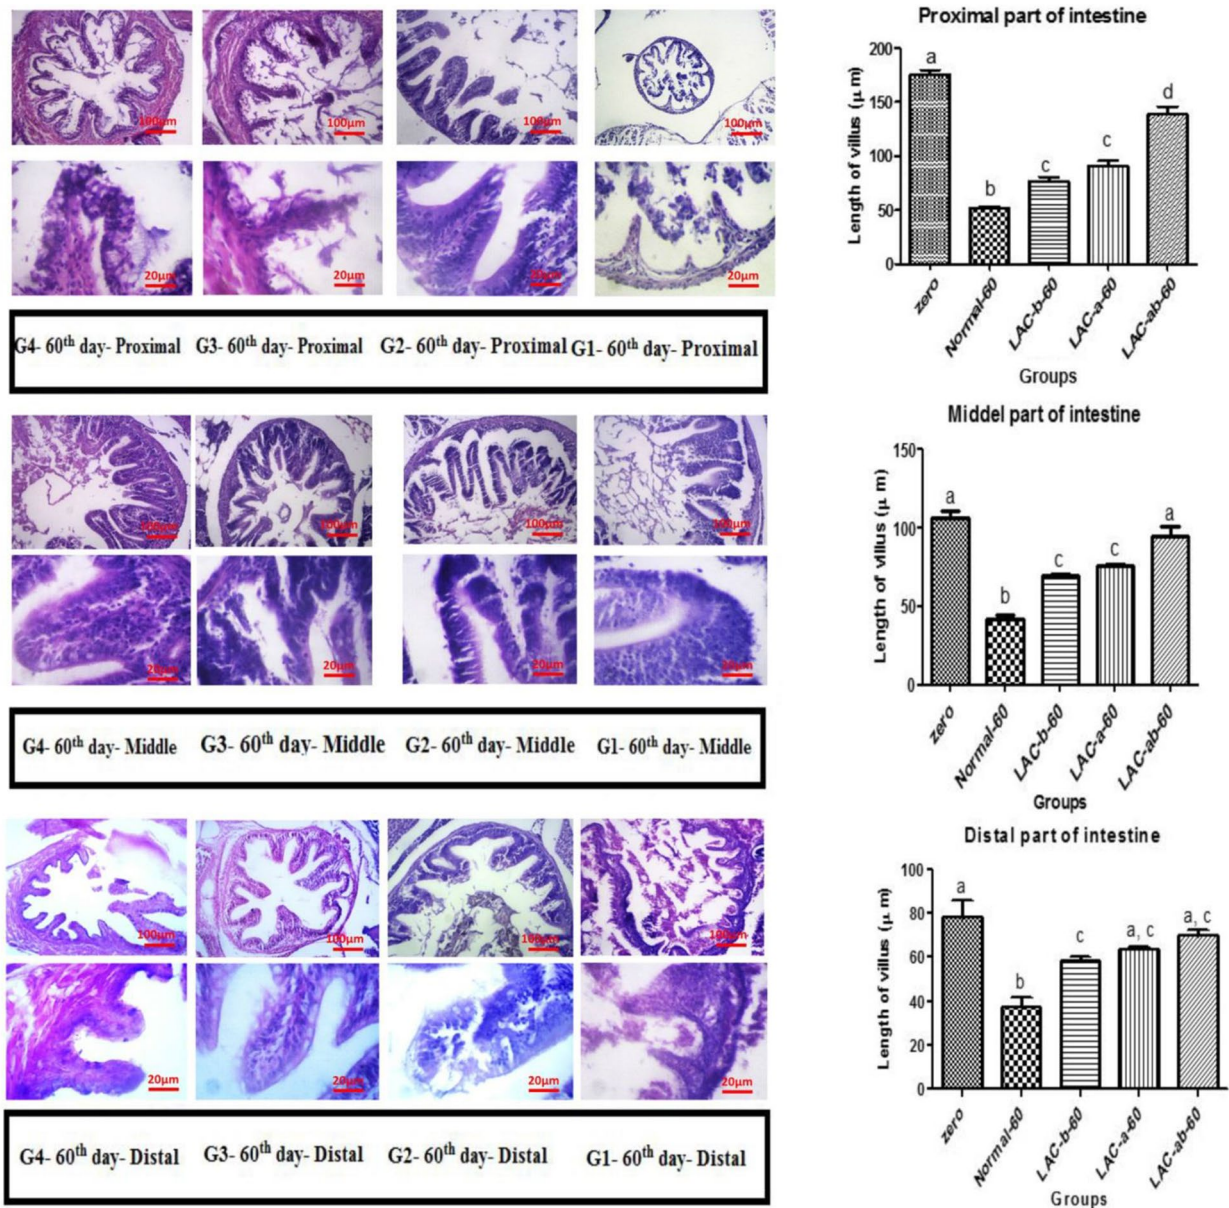 100μm 100μm 100μm 100μm
20μm 20μm 20μm 20μm
G4- 60th day- Proximal G3- 60th day- Proximal G2- 60th day- Proximal G1- 60th day- Proximal
100μm 100μm 100μm 100μm
20μm 20μm 20μm 20μm
G4- 60th day- Middle G3- 60th day- Middle G2- 60th day- Middle G1- 60th day- Middle
100μm 100μm 100μm 100μm
20μm 20μm 20μm 20μm
G4- 60th day- Distal G3- 60th day- Distal G2- 60th day- Distal G1- 60th day- Distal
Proximal part of intestine
Length of villus (μ m)
200
150
100
50
0
a b c c d
zero Normal-60 LAC-b-60 LAC-a-60 LAC-ab-60
Groups
Middel part of intestine
Length of villus (μ m)
150
100
50
0
a b c c a
zero Normal-60 LAC-b-60 LAC-a-60 LAC-ab-60
Groups
Distal part of intestine
Length of villus (μ m)
100
80
60
40
20
0
a b c a, c a, c
zero Normal-60 LAC-b-60 LAC-a-60 LAC-ab-60
Groups